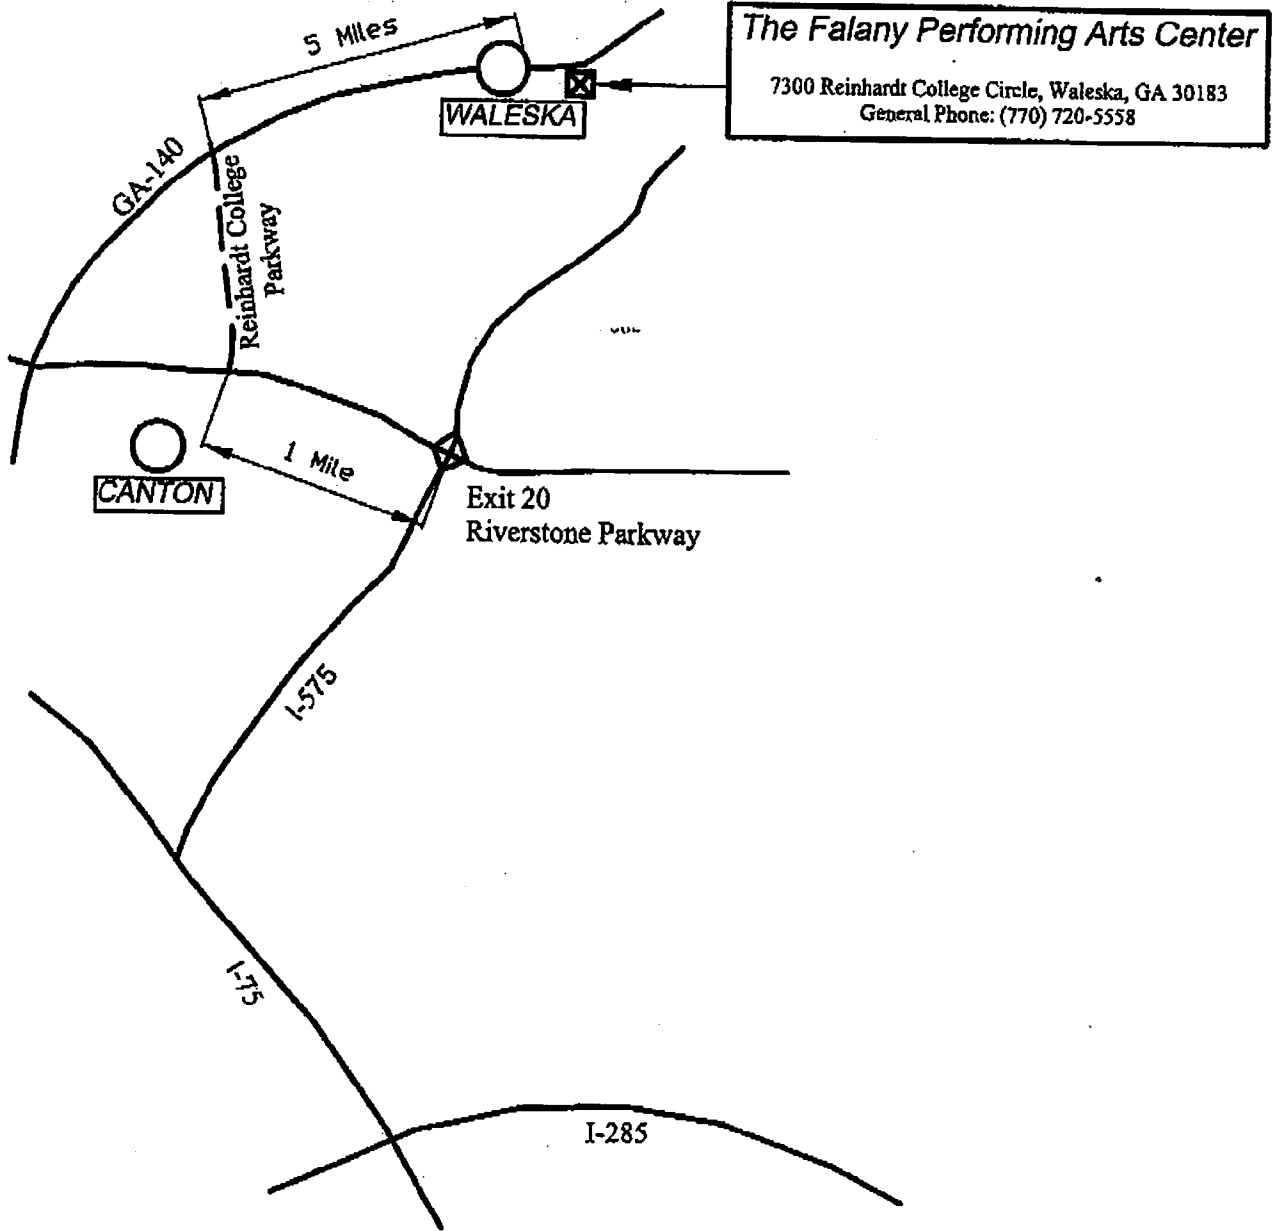 5 Miles
The Falany Performing Arts Center
7300 Reinhardt College Circle, Waleska, GA 30183
General Phone: (770) 720-5558
WALESKA
GA-140
Reinhardt College
Parkway
CANTON
1 Mile
Exit 20
Riverstone Parkway
I-575
I-75
I-285